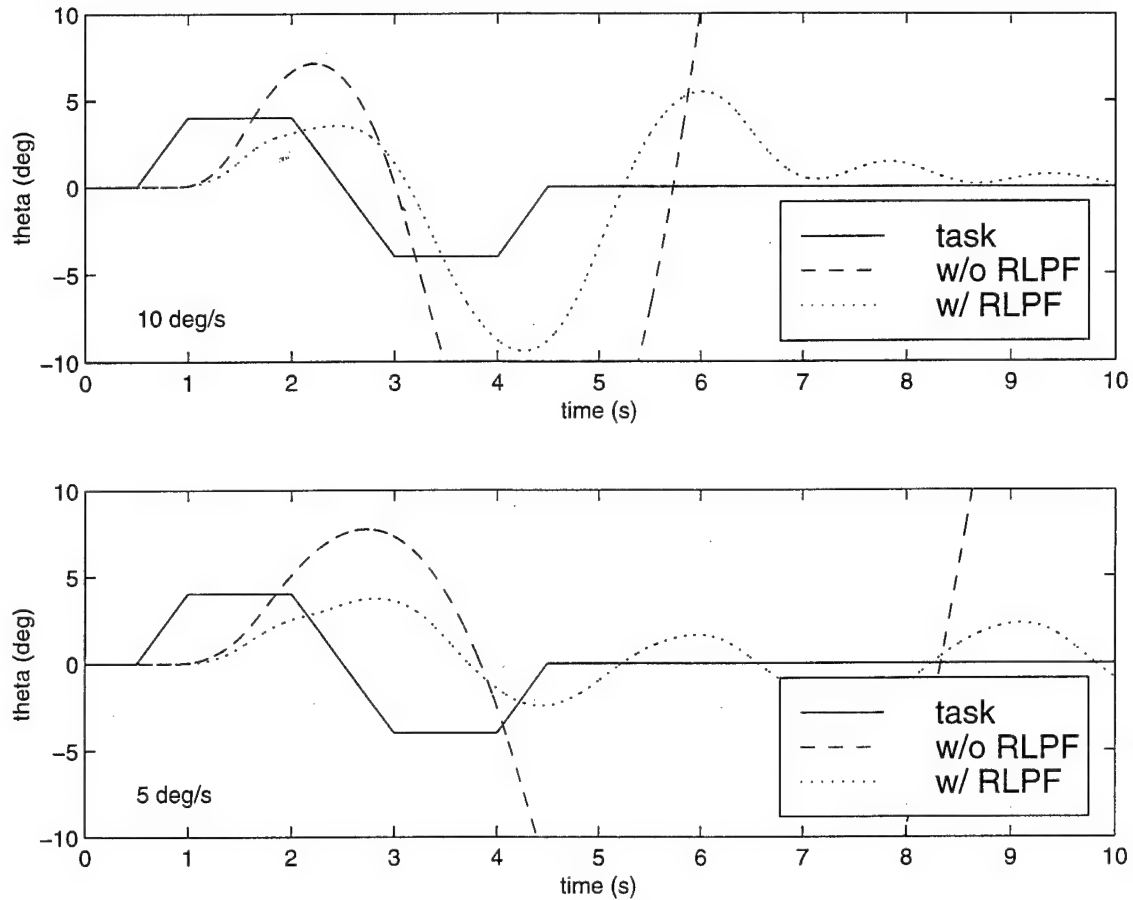 10
5
0
−5
−10
theta (deg)
10 deg/s
task
w/o RLPF
w/ RLPF
0 1 2 3 4 5 6 7 8 9 10
time (s)
10
5
0
−5
−10
theta (deg)
5 deg/s
task
w/o RLPF
w/ RLPF
0 1 2 3 4 5 6 7 8 9 10
time (s)